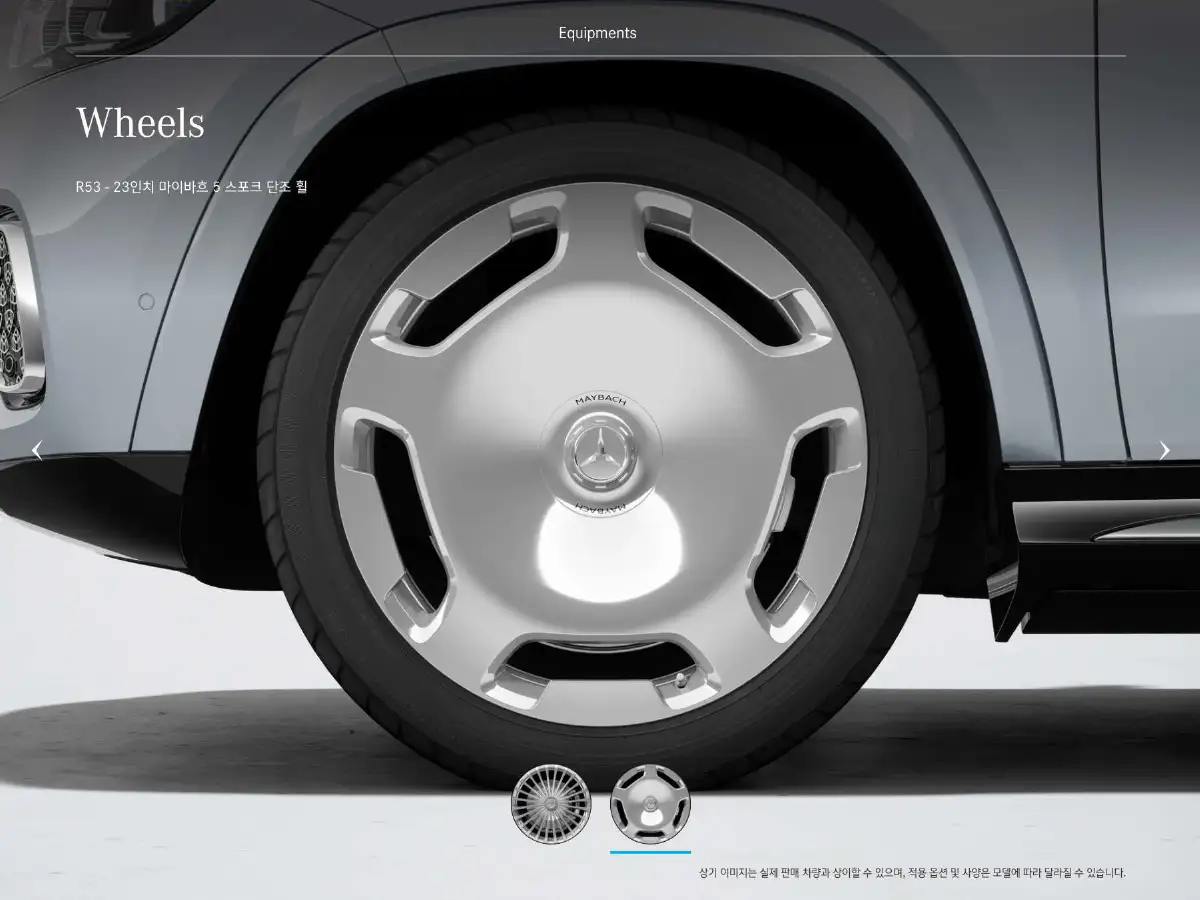 Equipments
Wheels
R53 - 23인치 마이바흐 5 스포크 단조 휠
MAYBACH
MAYBACH
상기 이미지는 실제 판매 차량과 상이할 수 있으며, 적용 옵션 및 사양은 모델에 따라 달라질 수 있습니다.